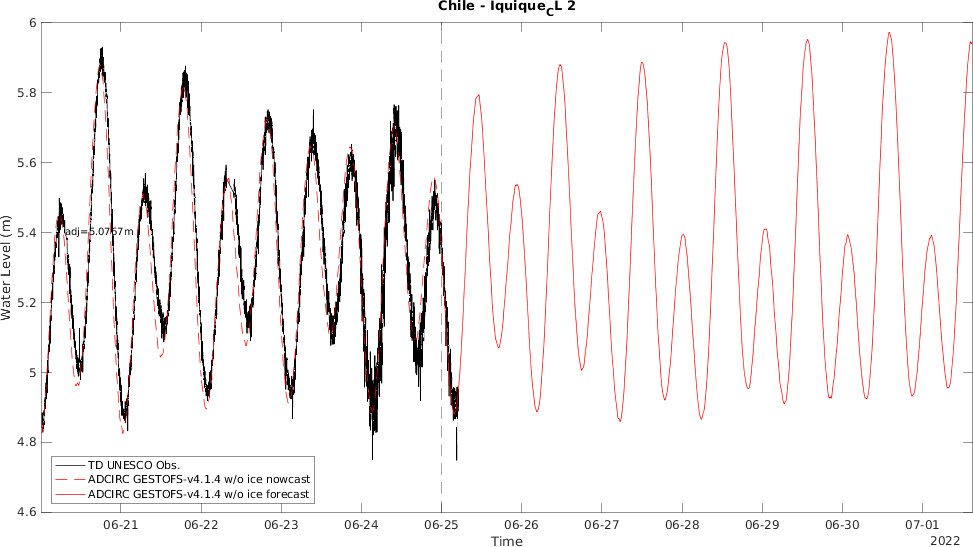 Chile - Iquique_CL 2
6
5.8
5.6
5.4
5.2
5
4.8
4.6
Water Level (m)
adj=5.0767m
TD UNESCO Obs.
ADCIRC GESTOFS-v4.1.4 w/o ice nowcast
ADCIRC GESTOFS-v4.1.4 w/o ice forecast
06-21 06-22 06-23 06-24 06-25 06-26 06-27 06-28 06-29 06-30 07-01
Time
2022